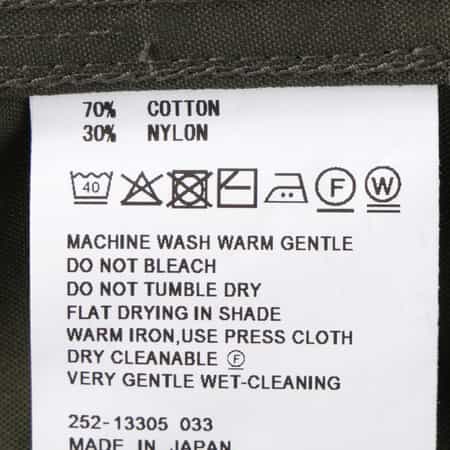 70% COTTON
30% NYLON
40 F W
MACHINE WASH WARM GENTLE
DO NOT BLEACH
DO NOT TUMBLE DRY
FLAT DRYING IN SHADE
WARM IRON,USE PRESS CLOTH
DRY CLEANABLE Ⓕ
VERY GENTLE WET-CLEANING
252-13305 033
MADE IN JAPAN